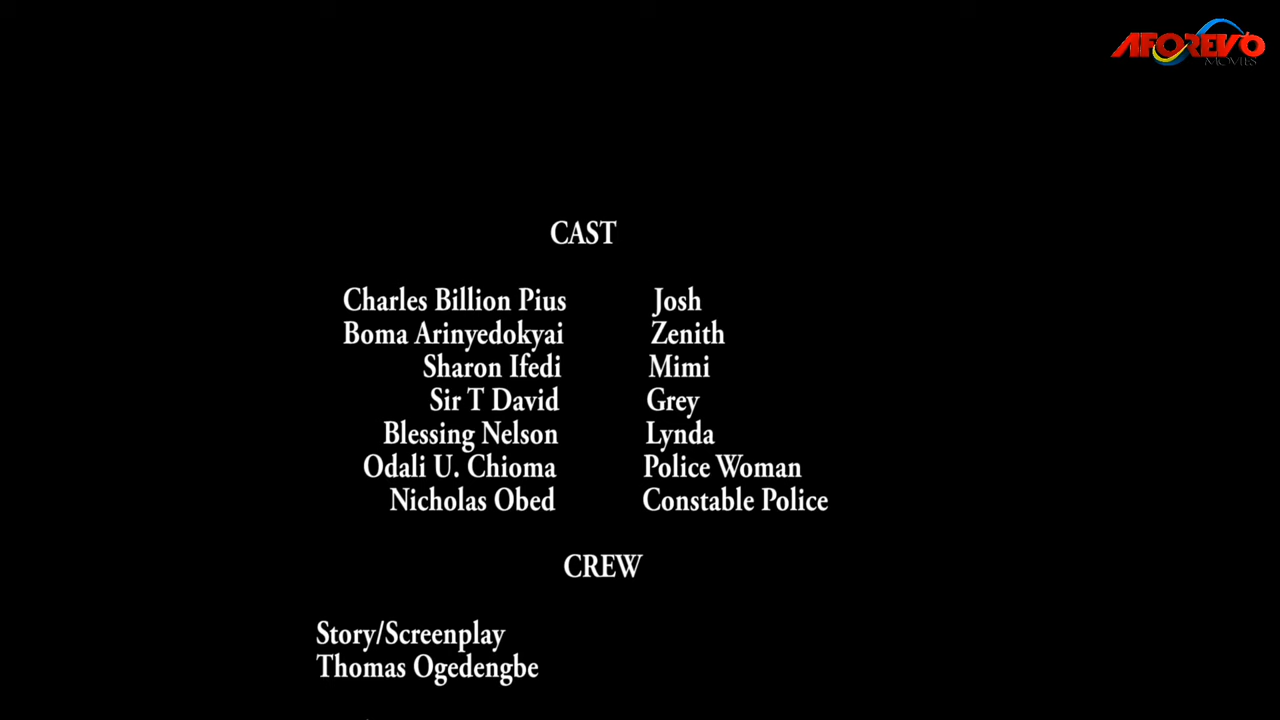 AFOREVO
MOVIES
CAST
Charles Billion Pius Josh
Boma Arinyedokyai Zenith
Sharon Ifedi Mimi
Sir T David Grey
Blessing Nelson Lynda
Odali U. Chioma Police Woman
Nicholas Obed Constable Police
CREW
Story/Screenplay
Thomas Ogedengbe